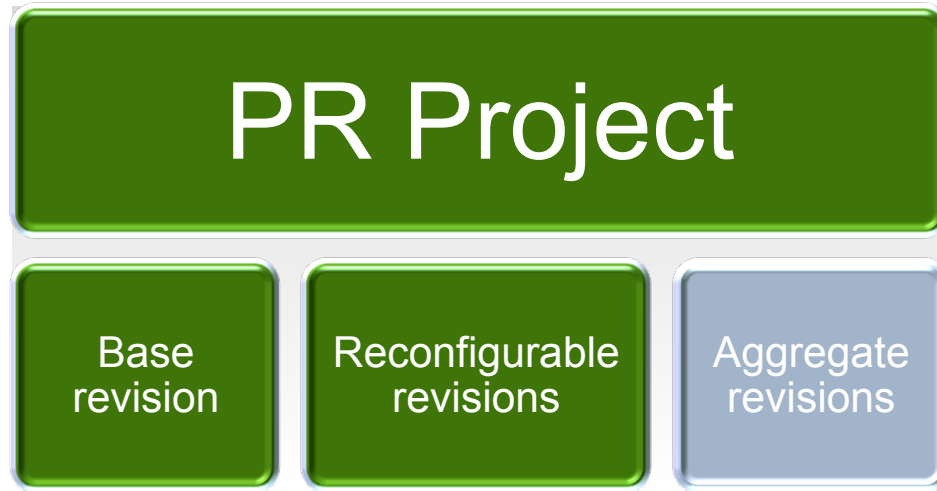 PR Project
Base
revision
Reconfigurable
revisions
Aggregate
revisions